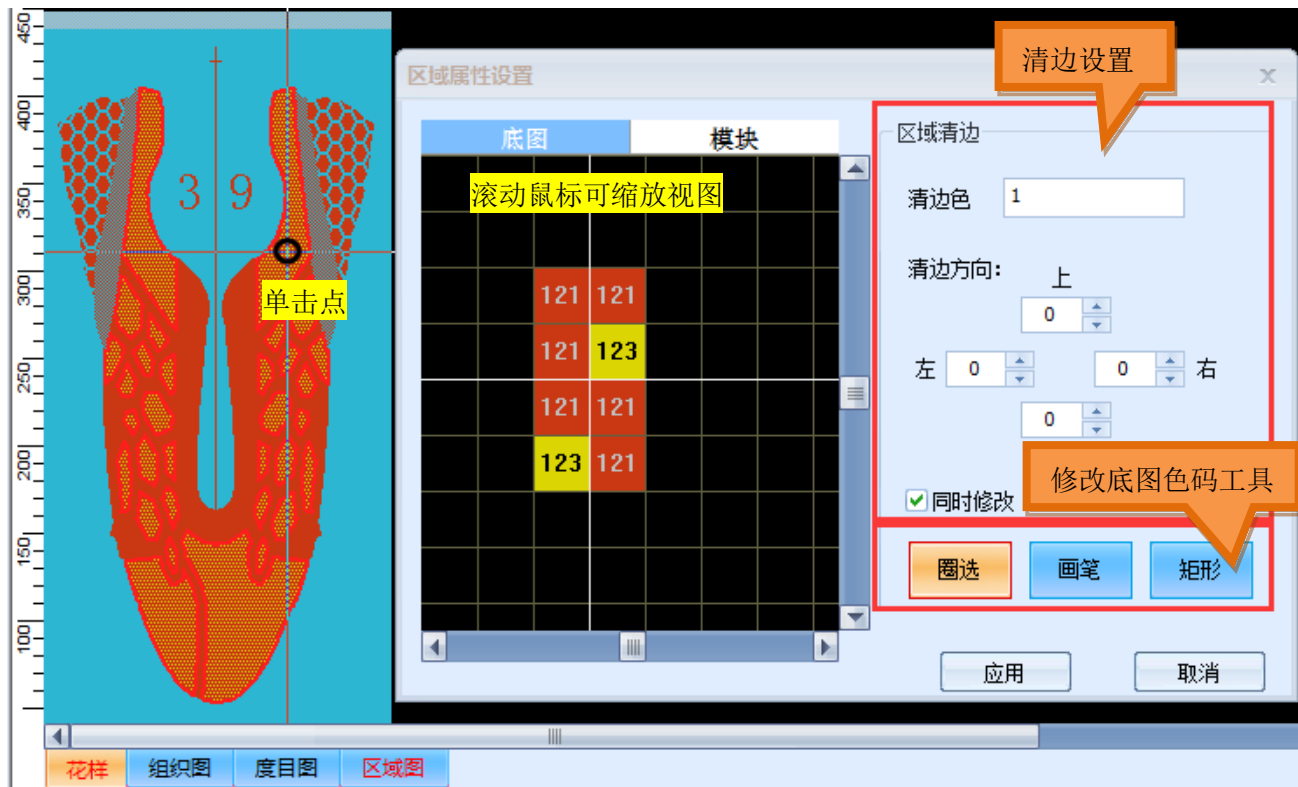 450
400
350
300
250
200
150
100
3 9
单击点
区域属性设置
x
清边设置
底图
模块
滚动鼠标可缩放视图
121 121
121 123
121 121
123 121
区域清边
清边色 1
清边方向：
上
0
左 0 0 右
0
同时修改
修改底图色码工具
圈选 画笔 矩形
应用 取消
花样 组织图 度目图 区域图